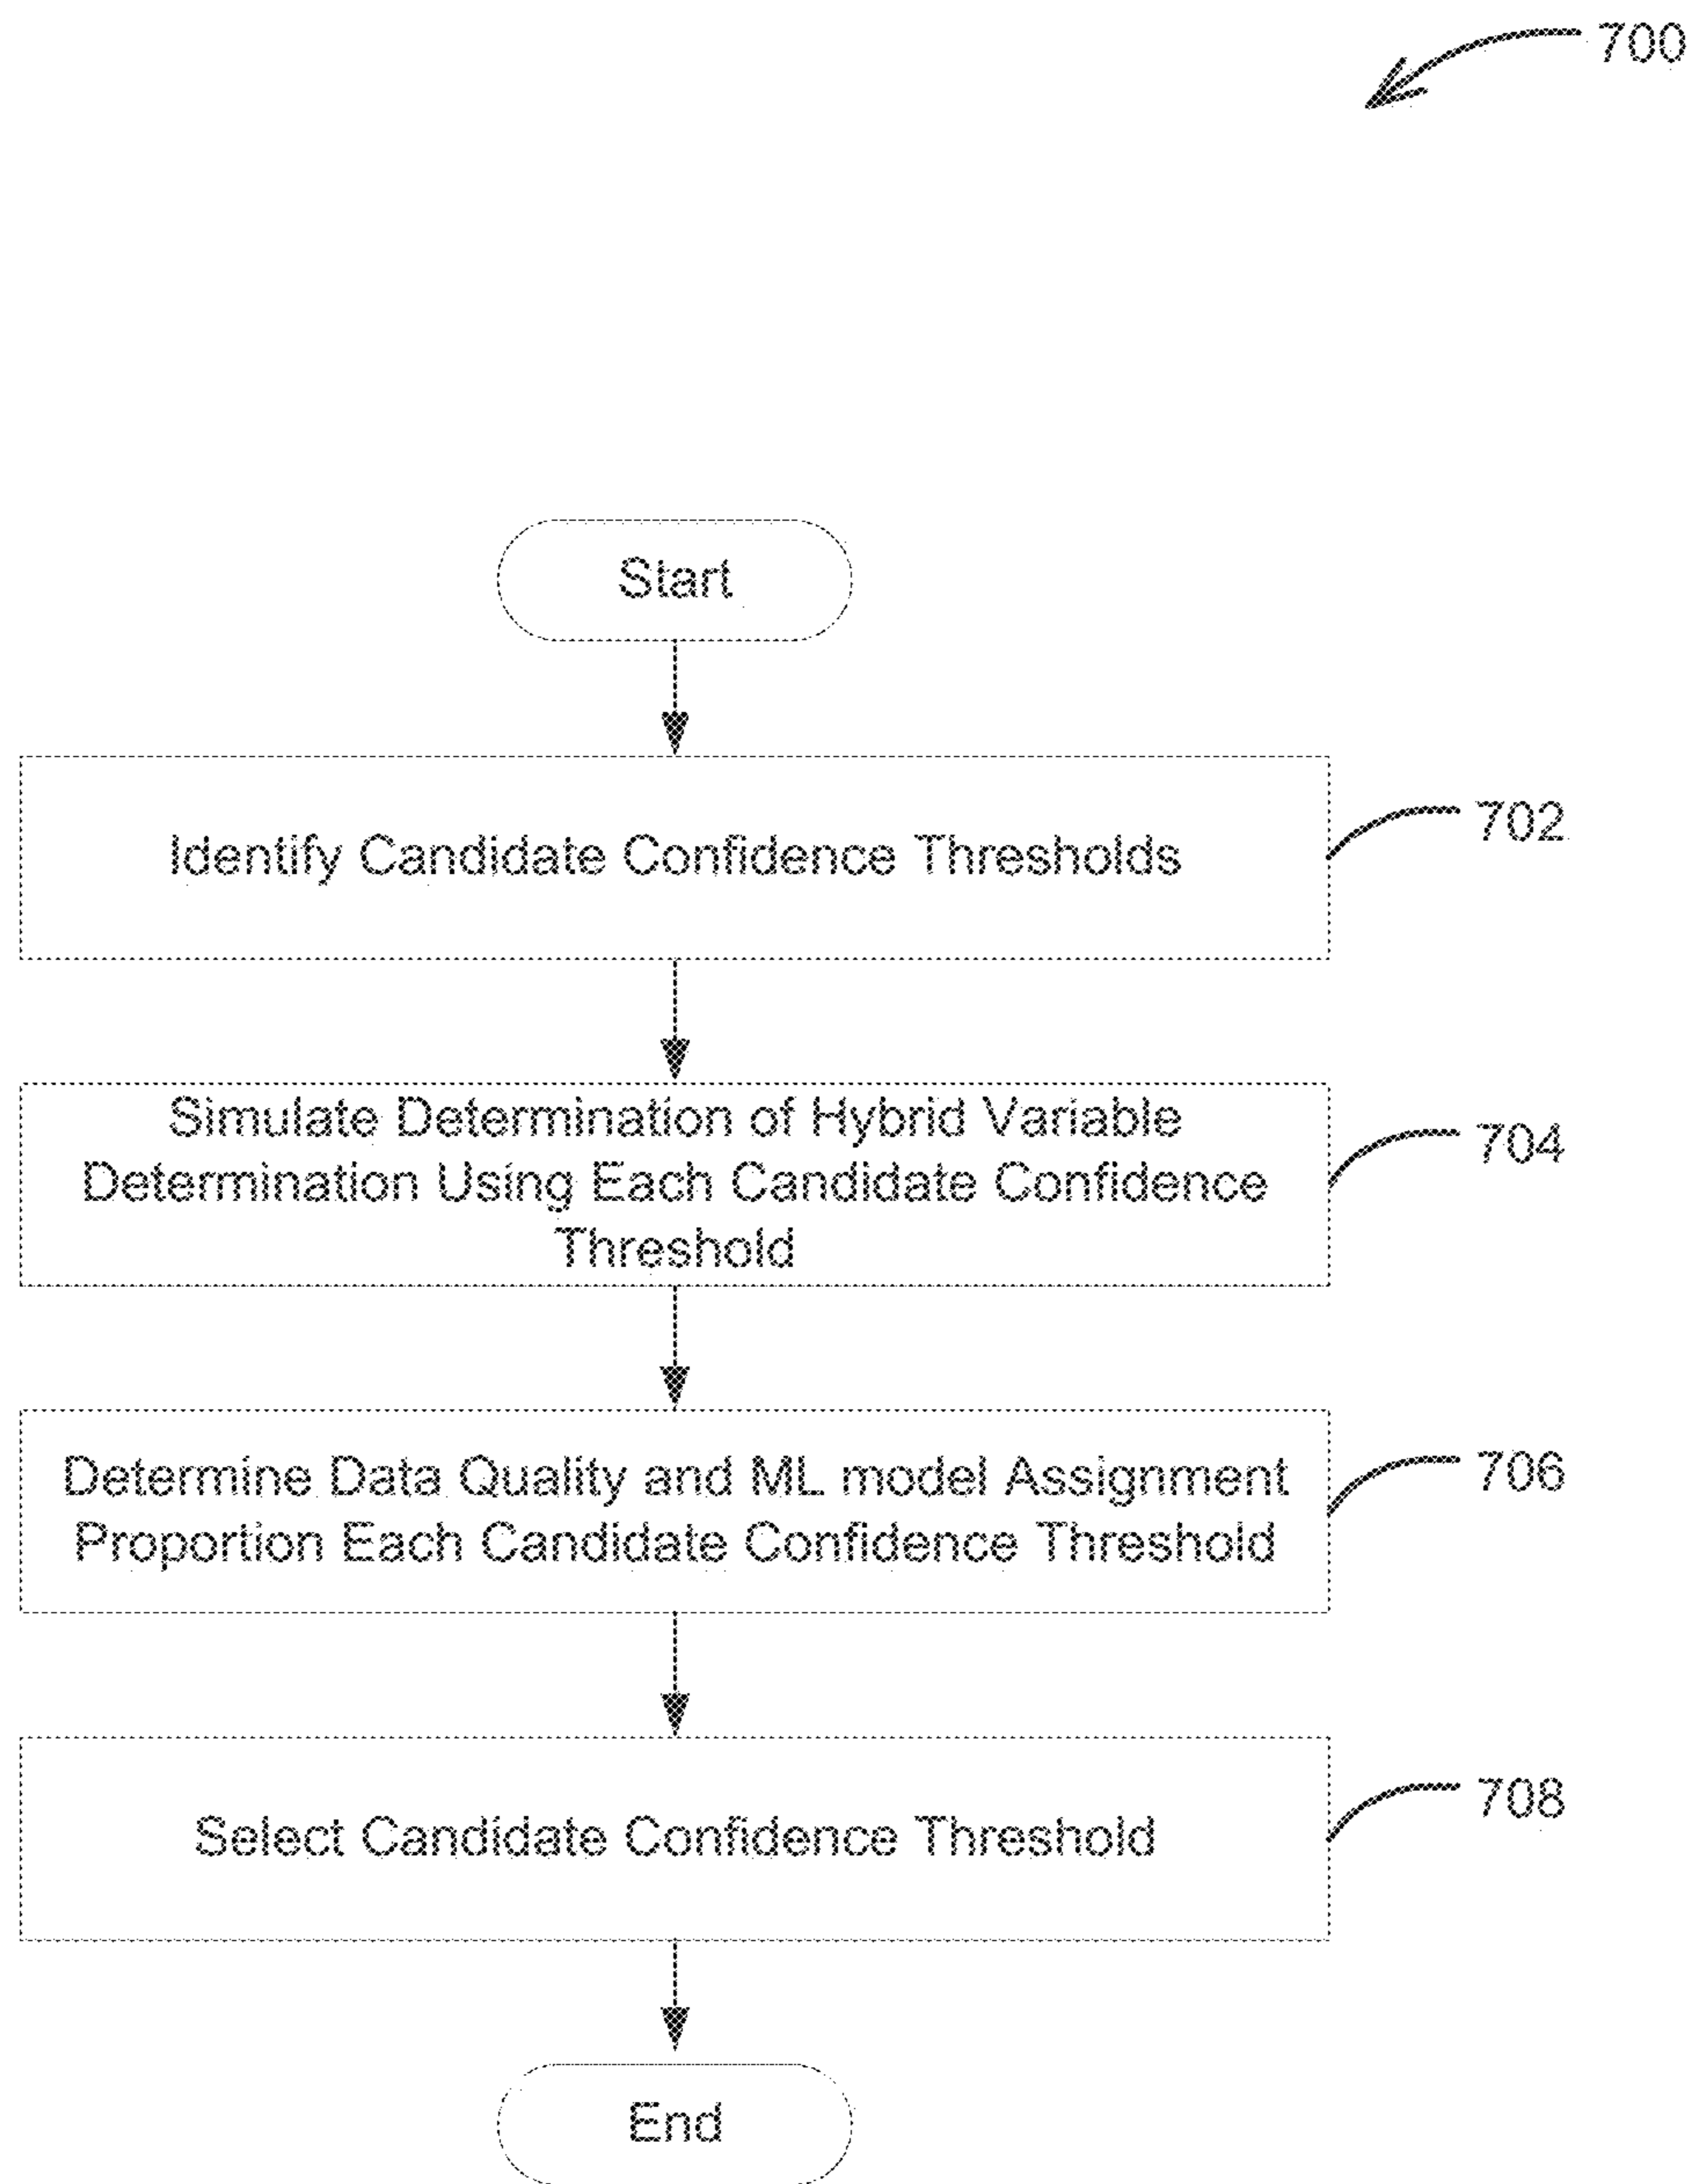 700
Start
Identify Candidate Confidence Thresholds
702
Simulate Determination of Hybrid Variable
Determination Using Each Candidate Confidence
Threshold
704
Determine Data Quality and ML model Assignment
Proportion Each Candidate Confidence Threshold
706
Select Candidate Confidence Threshold
708
End